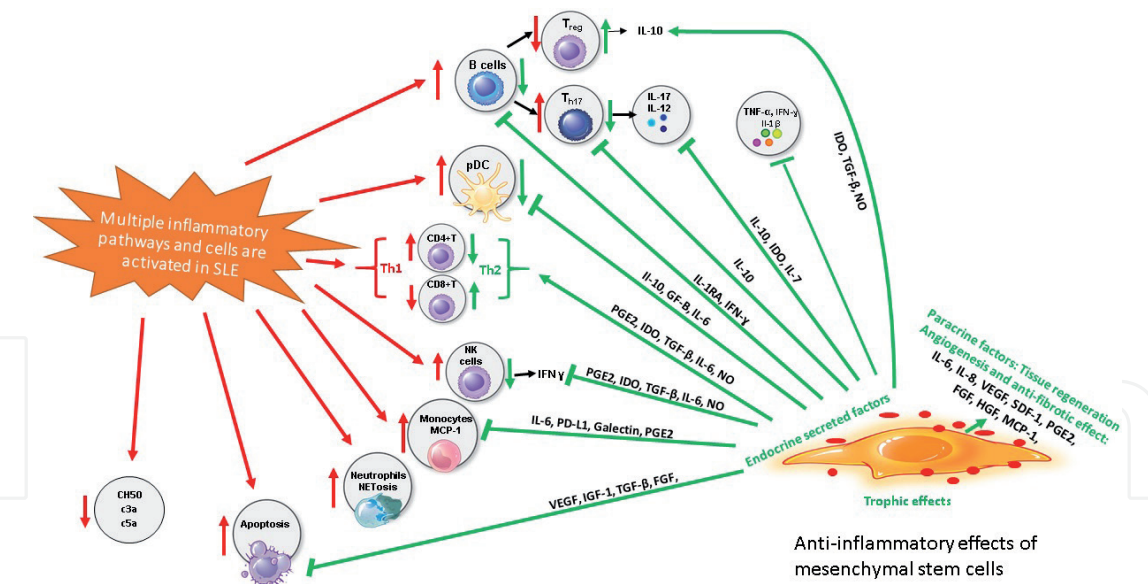 Treg
IL-10
B cells
Th17
IL-17
IL-12
TNF-α, IFN-γ
Il-1 β
pDC
IDO, TGF-β, NO
Multiple inflammatory
pathways and cells are
activated in SLE
CD4+T
Th1
Th2
CD8+T
IL-10, IDO, IL-7
IL-10
IL-1RA, IFN-γ
Il-10, GF-B, IL-6
PGE2, IDO, TGF-β, IL-6, NO
NK
cells
IFN γ
PGE2, IDO, TGF-β, IL-6, NO
Monocytes
MCP-1
IL-6, PD-L1, Galectin, PGE2
Neutrophils
NETosis
CH50
c3a
c5a
Apoptosis
VEGF, IGF-1, TGF-β, FGF,
Endocrine secreted factors
Paracrine factors: Tissue regeneration
Angiogenesis and anti-fibrotic effect:
IL-6, IL-8, VEGF, SDF-1, PGE2,
FGF, HGF, MCP-1,
Trophic effects
Anti-inflammatory effects of
mesenchymal stem cells